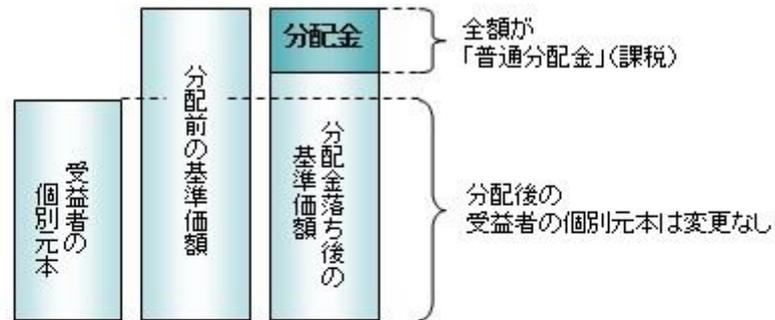 受益者の
個別元本
分配前の基準価額
分配金
分配金落ち後の
基準価額
全額が
「普通分配金」(課税)
分配後の
受益者の個別元本は変更なし